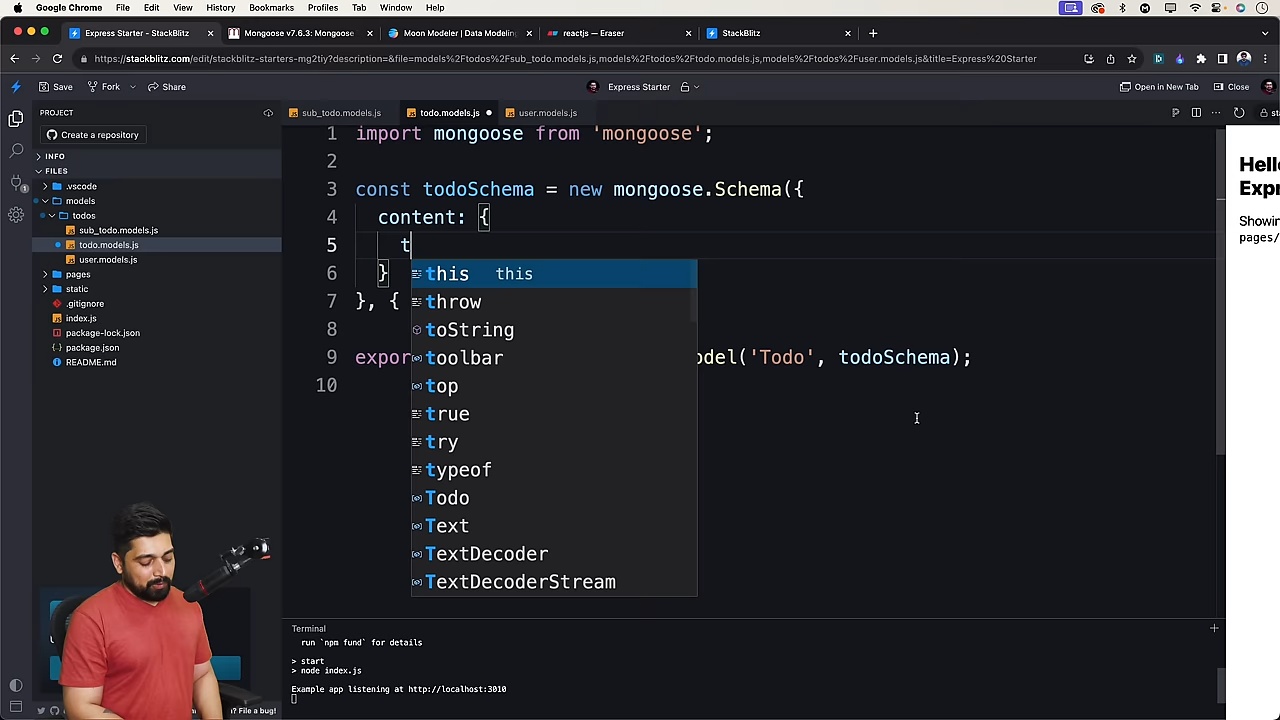 Google Chrome File Edit View History Bookmarks Profiles Tab Window Help
Express Starter - StackBlitz
Mongoose v7.6.3: Mongoose
Moon Modeler | Data Modeling
reactjs — Eraser
StackBlitz
stackblitz.com/edit/stackblitz-starters-mg2tiy?description=&file=models%2Ftodos%2Fsub_todo.models.js,models%2Ftodos%2Ftodo.models.js,models%2Ftodos%2Fuser.models.js&title=Express%20Starter
Save Fork Share Express Starter Open in New Tab Close
PROJECT
Create a repository
INFO
FILES
.vscode
models
todos
sub_todo.models.js
todo.models.js
user.models.js
pages
static
.gitignore
index.js
package-lock.json
package.json
README.md
sub_todo.models.js todo.models.js user.models.js
1 import mongoose from 'mongoose';
2
3 const todoSchema = new mongoose.Schema({
4 content: {
5 t
6 }
7 }, {
8
9 expor odel('Todo', todoSchema);
10
this this
throw
toString
toolbar
top
true
try
typeof
Todo
Text
TextDecoder
TextDecoderStream
Hello
Expr
Showin
pages/
Terminal
run `npm fund` for details
> start
> node index.js
Example app listening at http://localhost:3010
? File a bug!